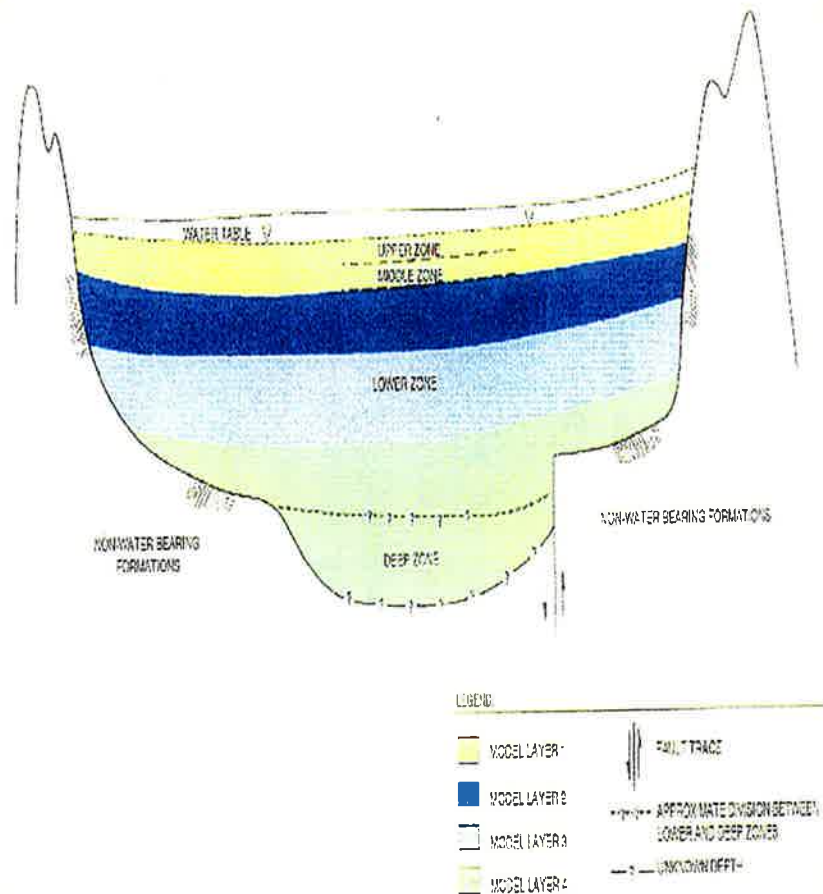 WATER TABLE
UPPER ZONE
MIDDLE ZONE
LOWER ZONE
NON-WATER BEARING FORMATIONS
NON-WATER BEARING
FORMATIONS
DEEP ZONE
LEGEND:
MODEL LAYER 1
FAULT TRACE
MODEL LAYER 2
APPROXIMATE DIVISION BETWEEN
LOWER AND DEEP ZONES
MODEL LAYER 3
UNKNOWN DEPTH
MODEL LAYER 4